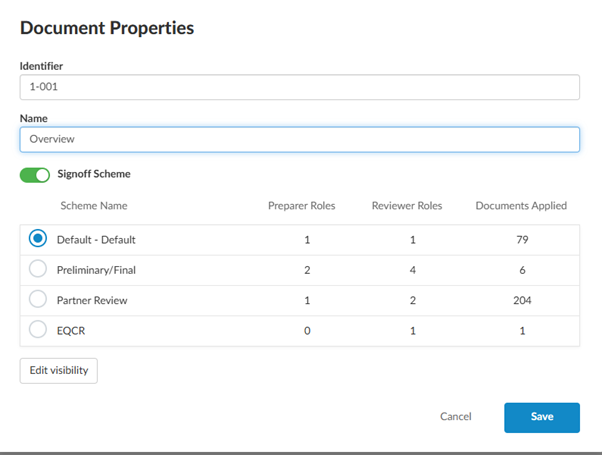 Document Properties
Identifier
1-001
Name
Overview
Signoff Scheme
Scheme Name Preparer Roles Reviewer Roles Documents Applied
Default - Default 1 1 79
Preliminary/Final 2 4 6
Partner Review 1 2 204
EQCR 0 1 1
Edit visibility
Cancel Save